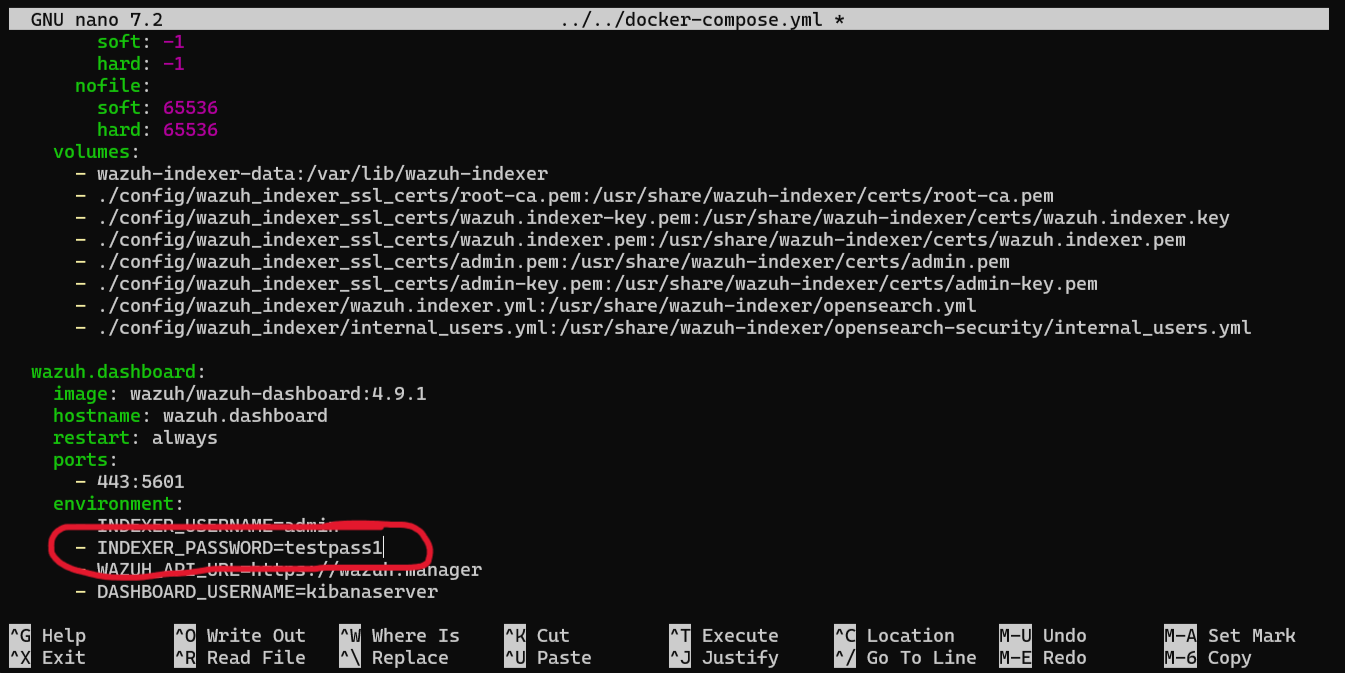 GNU nano 7.2 ../../docker-compose.yml *
soft: -1
hard: -1
nofile:
soft: 65536
hard: 65536
volumes:
- wazuh-indexer-data:/var/lib/wazuh-indexer
- ./config/wazuh_indexer_ssl_certs/root-ca.pem:/usr/share/wazuh-indexer/certs/root-ca.pem
- ./config/wazuh_indexer_ssl_certs/wazuh.indexer-key.pem:/usr/share/wazuh-indexer/certs/wazuh.indexer.key
- ./config/wazuh_indexer_ssl_certs/wazuh.indexer.pem:/usr/share/wazuh-indexer/certs/wazuh.indexer.pem
- ./config/wazuh_indexer_ssl_certs/admin.pem:/usr/share/wazuh-indexer/certs/admin.pem
- ./config/wazuh_indexer_ssl_certs/admin-key.pem:/usr/share/wazuh-indexer/certs/admin-key.pem
- ./config/wazuh_indexer/wazuh.indexer.yml:/usr/share/wazuh-indexer/opensearch.yml
- ./config/wazuh_indexer/internal_users.yml:/usr/share/wazuh-indexer/opensearch-security/internal_users.yml
wazuh.dashboard:
image: wazuh/wazuh-dashboard:4.9.1
hostname: wazuh.dashboard
restart: always
ports:
- 443:5601
environment:
- INDEXER_USERNAME=admin
- INDEXER_PASSWORD=testpass1
- WAZUH_API_URL=https://wazuh.manager
- DASHBOARD_USERNAME=kibanaserver
^G Help ^O Write Out ^W Where Is ^K Cut ^T Execute ^C Location M-U Undo M-A Set Mark
^X Exit ^R Read File ^\ Replace ^U Paste ^J Justify ^/ Go To Line M-E Redo M-6 Copy